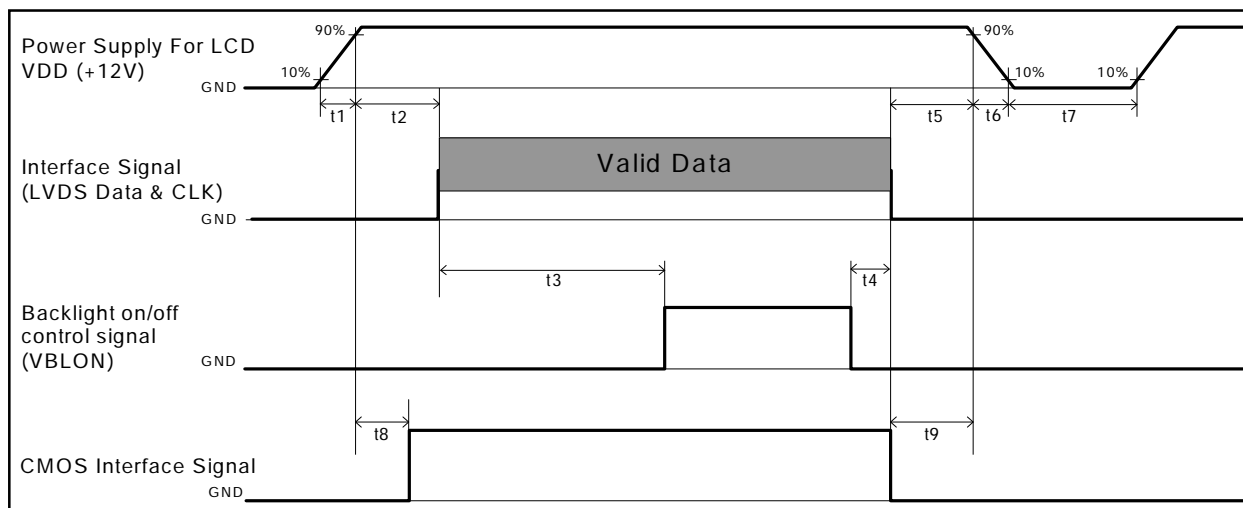 Power Supply For LCD
VDD (+12V)
GND
90%
10%
90%
10%
10%
t1
t2
t5
t6
t7
Interface Signal
(LVDS Data & CLK)
GND
Valid Data
t3
t4
Backlight on/off
control signal
(VBLON)
GND
t8
t9
CMOS Interface Signal
GND